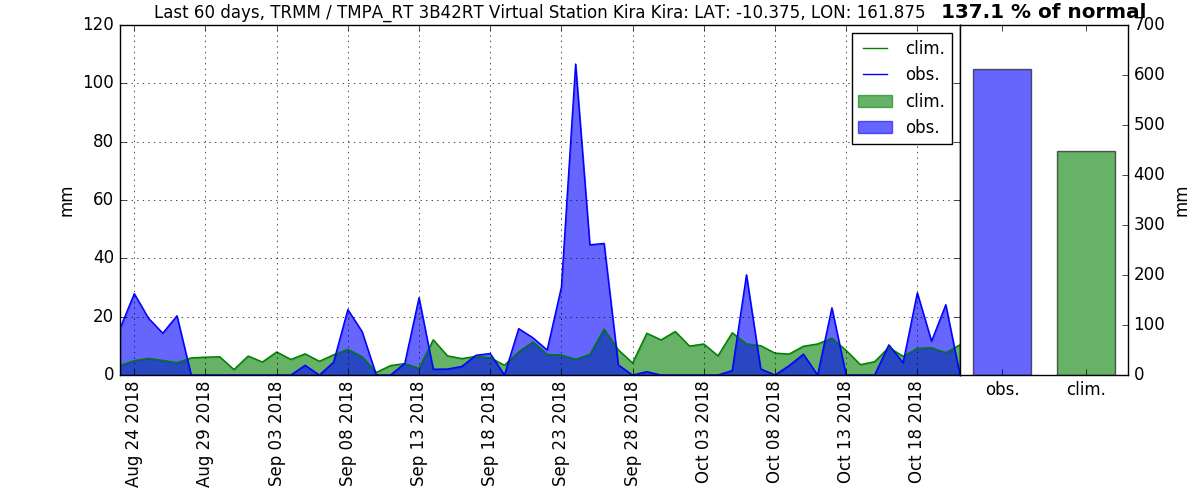 Last 60 days, TRMM / TMPA_RT 3B42RT Virtual Station Kira Kira: LAT: -10.375, LON: 161.875
137.1 % of normal
120
100
80
60
40
20
0
mm
clim.
obs.
clim.
obs.
Aug 24 2018
Aug 29 2018
Sep 03 2018
Sep 08 2018
Sep 13 2018
Sep 18 2018
Sep 23 2018
Sep 28 2018
Oct 03 2018
Oct 08 2018
Oct 13 2018
Oct 18 2018
700
600
500
400
300
200
100
0
mm
obs.
clim.